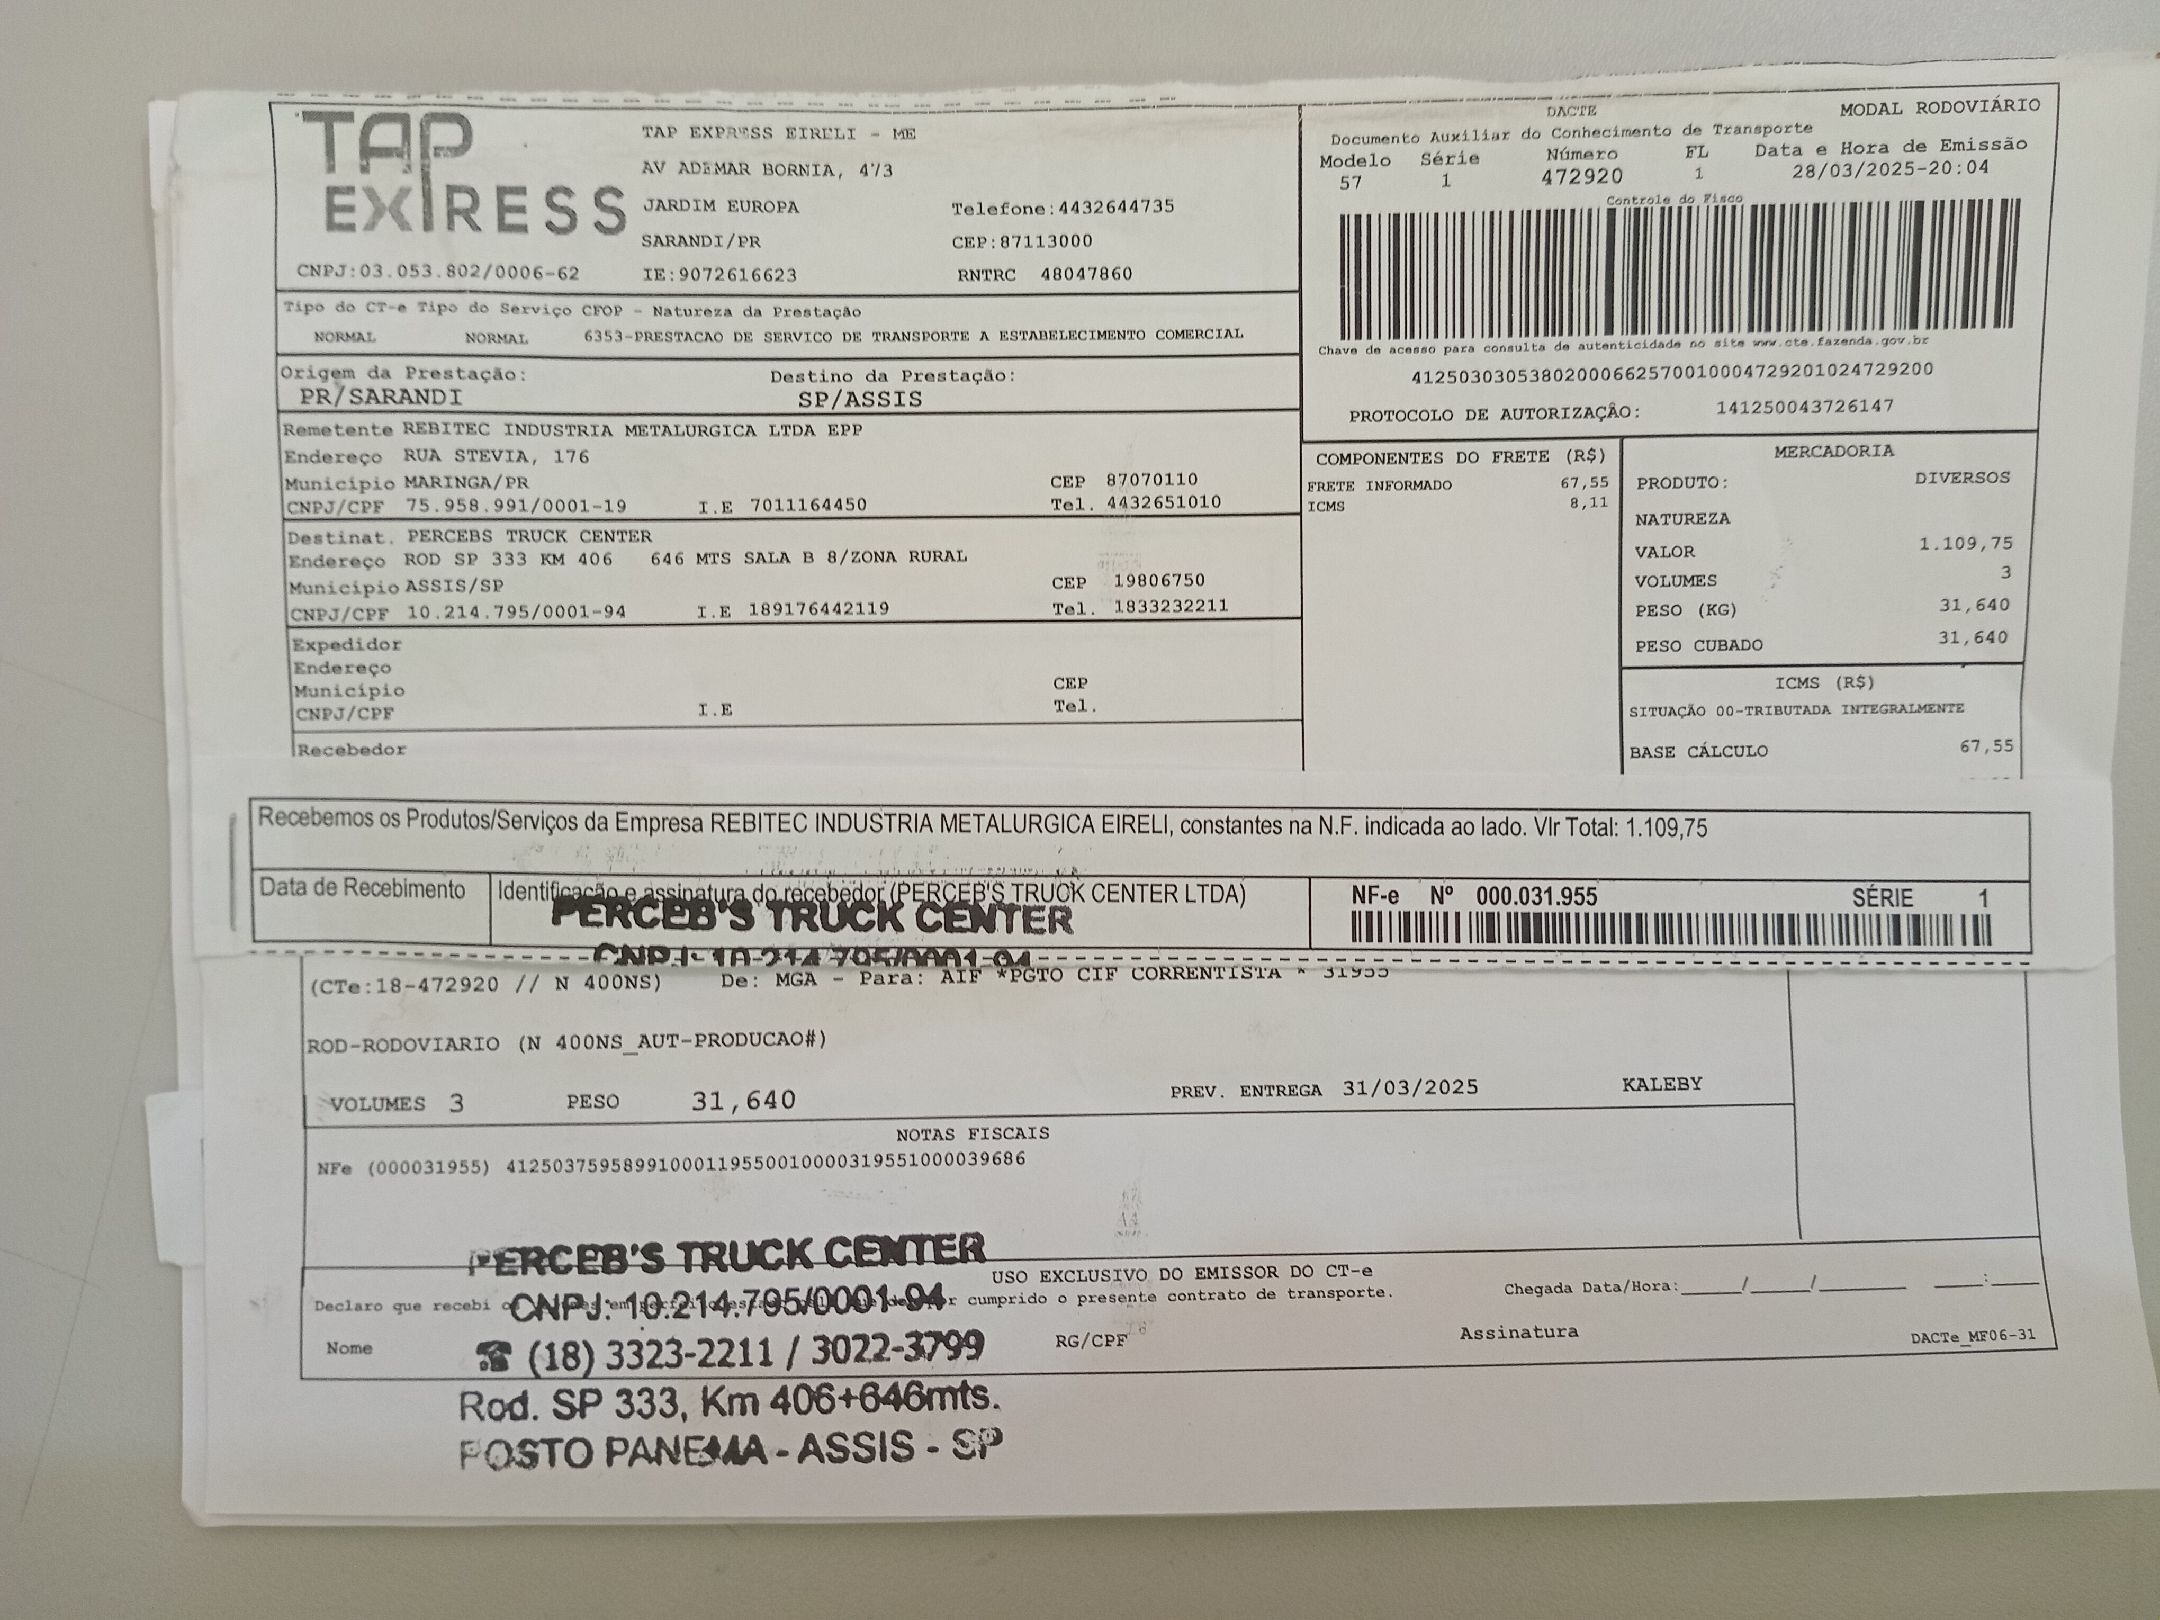 TAP
EXPRESS
TAP EXPRESS EIRELI - ME
AV ADEMAR BORNIA, 473
JARDIM EUROPA Telefone:4432644735
SARANDI/PR CEP:87113000
CNPJ:03.053.802/0006-62 IE:9072616623 RNTRC 48047860
DACTE MODAL RODOVIÁRIO
Documento Auxiliar do Conhecimento de Transporte
Modelo Série Número FL Data e Hora de Emissão
57 1 472920 1 28/03/2025-20:04
Controle do Fisco
Chave de acesso para consulta de autenticidade no site www.cte.fazenda.gov.br
41250303053802000662570010004729201024729200
PROTOCOLO DE AUTORIZAÇÃO: 141250043726147
Tipo do CT-e Tipo do Serviço CFOP - Natureza da Prestação
NORMAL NORMAL 6353-PRESTACAO DE SERVICO DE TRANSPORTE A ESTABELECIMENTO COMERCIAL
Origem da Prestação: Destino da Prestação:
PR/SARANDI SP/ASSIS
Remetente REBITEC INDUSTRIA METALURGICA LTDA EPP
Endereço RUA STEVIA, 176
Município MARINGA/PR CEP 87070110
CNPJ/CPF 75.958.991/0001-19 I.E 7011164450 Tel. 4432651010
Destinat. PERCEBS TRUCK CENTER
Endereço ROD SP 333 KM 406 646 MTS SALA B 8/ZONA RURAL
Município ASSIS/SP CEP 19806750
CNPJ/CPF 10.214.795/0001-94 I.E 189176442119 Tel. 1833232211
Expedidor
Endereço
Município CEP
CNPJ/CPF I.E Tel.
Recebedor
COMPONENTES DO FRETE (R$)
FRETE INFORMADO 67,55
ICMS 8,11
MERCADORIA
PRODUTO: DIVERSOS
NATUREZA
VALOR 1.109,75
VOLUMES 3
PESO (KG) 31,640
PESO CUBADO 31,640
ICMS (R$)
SITUAÇÃO 00-TRIBUTADA INTEGRALMENTE
BASE CÁLCULO 67,55
Recebemos os Produtos/Serviços da Empresa REBITEC INDUSTRIA METALURGICA EIRELI, constantes na N.F. indicada ao lado. Vlr Total: 1.109,75
Data de Recebimento Identificação e assinatura do recebedor (PERCEB'S TRUCK CENTER LTDA) NF-e Nº 000.031.955 SÉRIE 1
PERCEB'S TRUCK CENTER
CNPJ: 10.214.795/0001-94
(CTe:18-472920 // N 400NS) De: MGA - Para: AIF *PGTO CIF CORRENTISTA * 31955
ROD-RODOVIARIO (N 400NS_AUT-PRODUCAO#)
VOLUMES 3 PESO 31,640 PREV. ENTREGA 31/03/2025 KALEBY
NOTAS FISCAIS
NFe (000031955) 41250375958991000119550010000319551000039686
PERCEB'S TRUCK CENTER
USO EXCLUSIVO DO EMISSOR DO CT-e
Chegada Data/Hora:_____/_____/_______ ____:____
Declaro que recebi cumprido o presente contrato de transporte.
CNPJ: 10.214.795/0001-94
Nome RG/CPF Assinatura DACTe_MF06-31
☎ (18) 3323-2211 / 3022-3799
Rod. SP 333, Km 406+646mts.
POSTO PANEMA - ASSIS - SP